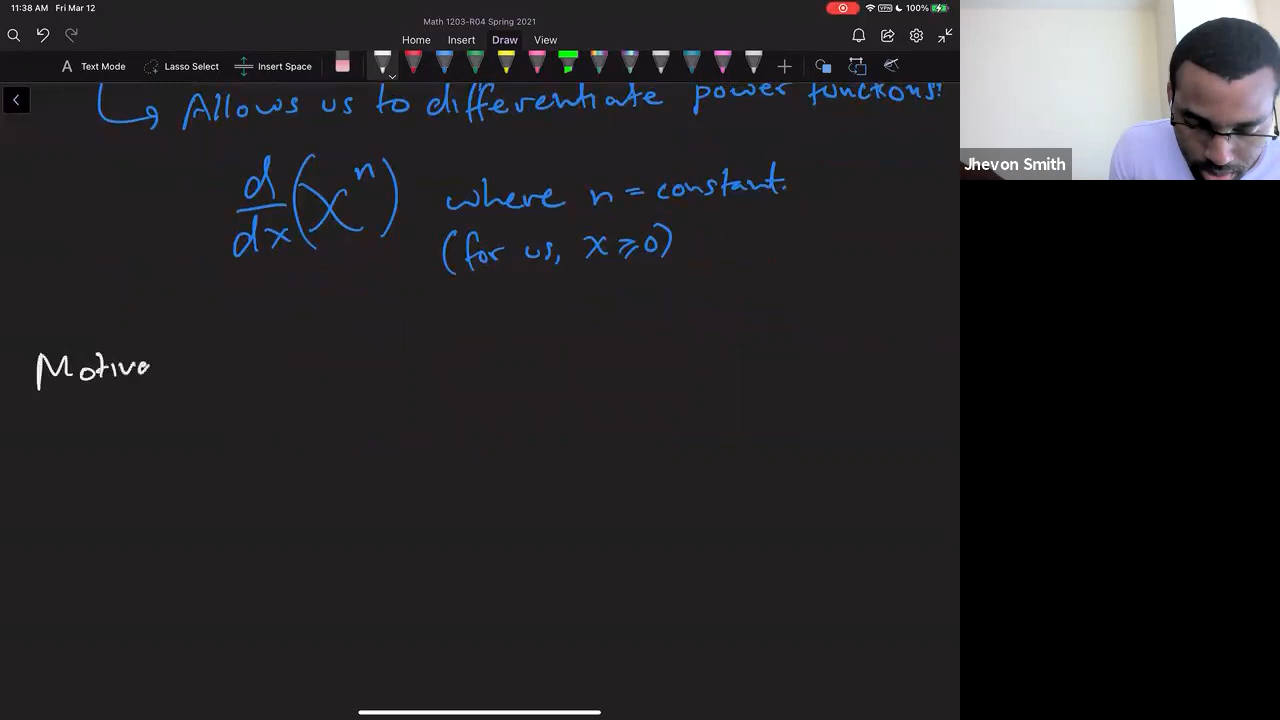 11:38 AM Fri Mar 12
100%
Math 1203-R04 Spring 2021
Home Insert Draw View
Text Mode Lasso Select Insert Space
Allows us to differentiate power functions!
d/dx (x^n) where n = constant.
(for us, x ⩾ 0)
Motiva
Jhevon Smith